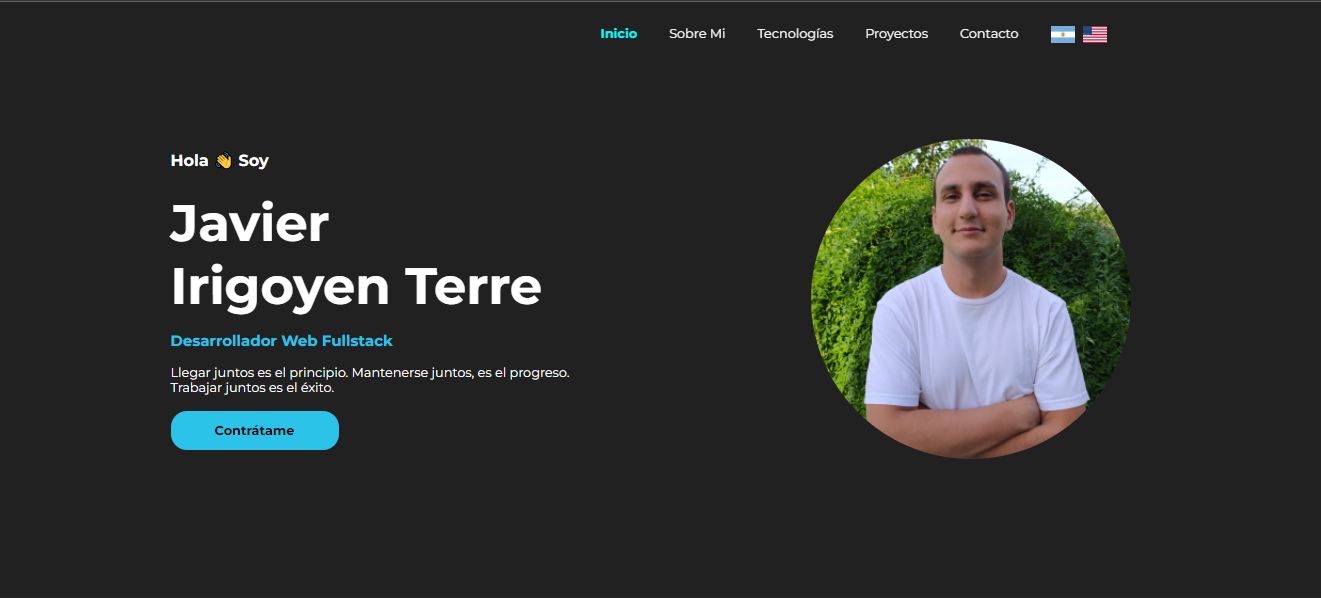 Inicio Sobre Mi Tecnologías Proyectos Contacto
Hola 👋 Soy
Javier
Irigoyen Terre
Desarrollador Web Fullstack
Llegar juntos es el principio. Mantenerse juntos, es el progreso.
Trabajar juntos es el éxito.
Contrátame